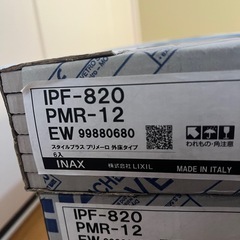 IPF-820
PMR-12
EW 99880680
スタイルプラス プリメーロ 外床タイプ
6入
われもの・角注意
INAX 株式会社 LIXIL MADE IN ITALY
IPF-820
PMR-12